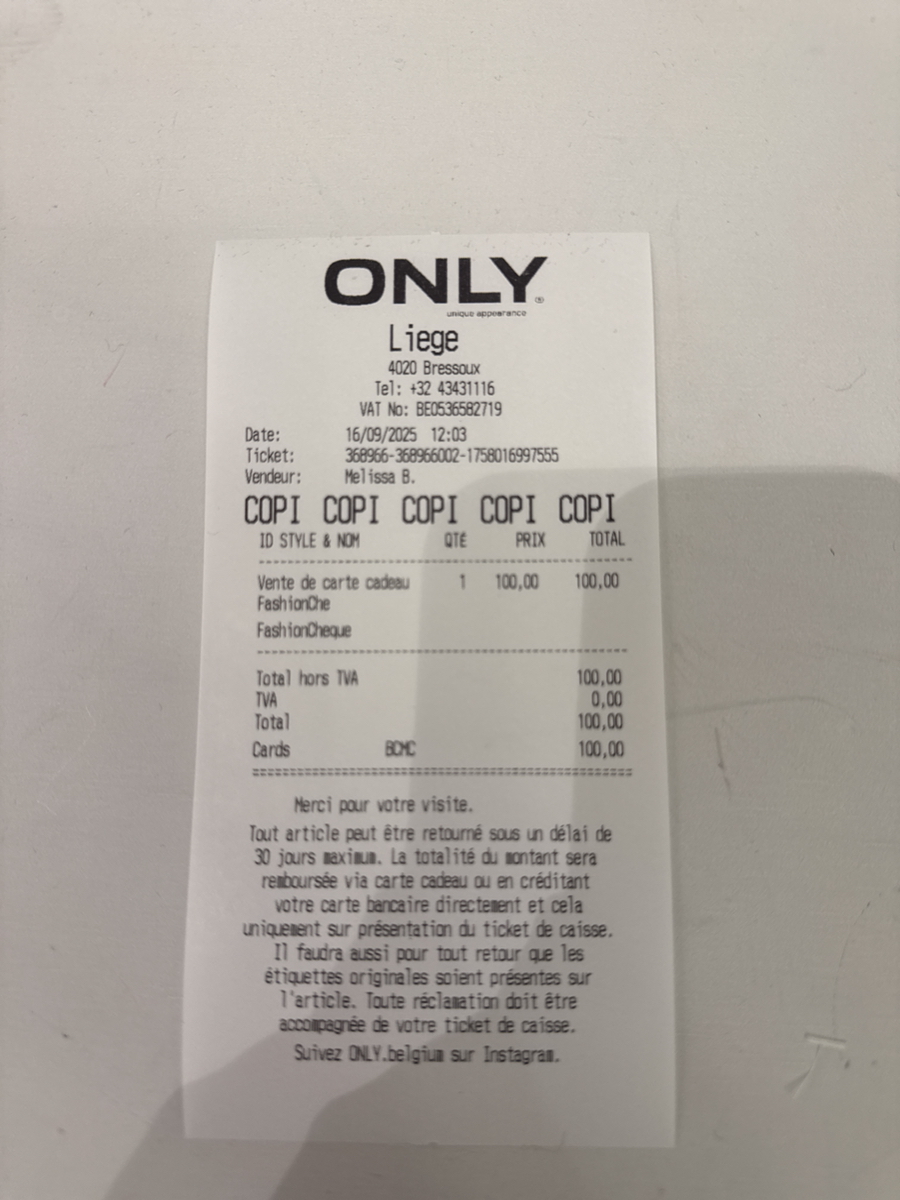 ONLY®
unique appearance
Liege
4020 Bressoux
Tel: +32 43431116
VAT No: BE0536582719
Date: 16/09/2025 12:03
Ticket: 368966-368966002-1758016997555
Vendeur: Melissa B.
COPI COPI COPI COPI COPI
ID STYLE & NOM QTÉ PRIX TOTAL
Vente de carte cadeau 1 100,00 100,00
FashionChe
FashionCheque
Total hors TVA 100,00
TVA 0,00
Total 100,00
Cards BCMC 100,00
Merci pour votre visite.
Tout article peut être retourné sous un délai de
30 jours maximum. La totalité du montant sera
remboursée via carte cadeau ou en créditant
votre carte bancaire directement et cela
uniquement sur présentation du ticket de caisse.
Il faudra aussi pour tout retour que les
étiquettes originales soient présentes sur
l'article. Toute réclamation doit être
accompagnée de votre ticket de caisse.
Suivez ONLY.belgium sur Instagram.